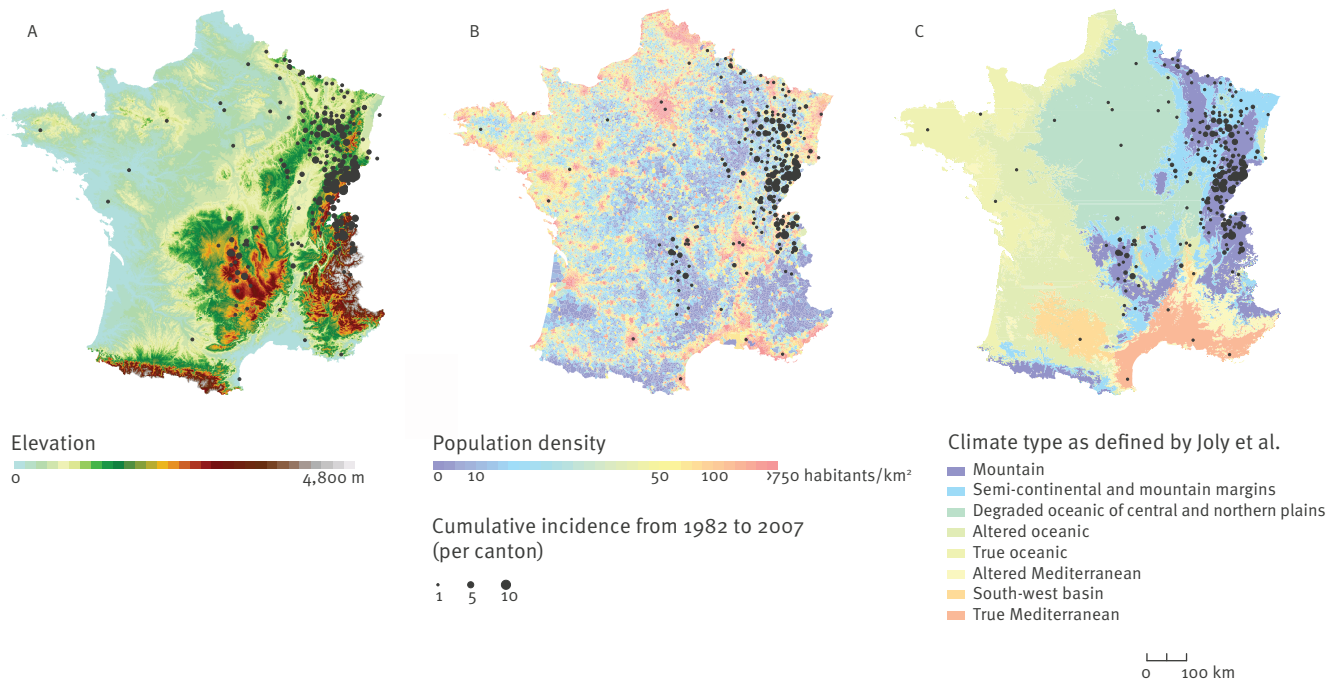 A
B
C
Elevation
0 4,800 m
Population density
0 10 50 100 >750 habitants/km²
Cumulative incidence from 1982 to 2007
(per canton)
1 5 10
Climate type as defined by Joly et al.
Mountain
Semi-continental and mountain margins
Degraded oceanic of central and northern plains
Altered oceanic
True oceanic
Altered Mediterranean
South-west basin
True Mediterranean
0 100 km